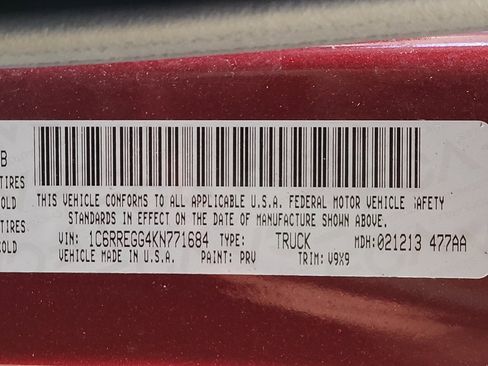 B
TIRES
OLD
THIS VEHICLE CONFORMS TO ALL APPLICABLE U.S.A. FEDERAL MOTOR VEHICLE SAFETY
STANDARDS IN EFFECT ON THE DATE OF MANUFACTURE SHOWN ABOVE.
TIRES
OLD
VIN: 1C6RREGG4KN771684 TYPE: TRUCK MDH:021213 477AA
VEHICLE MADE IN U.S.A. PAINT: PRV TRIM: V9X9